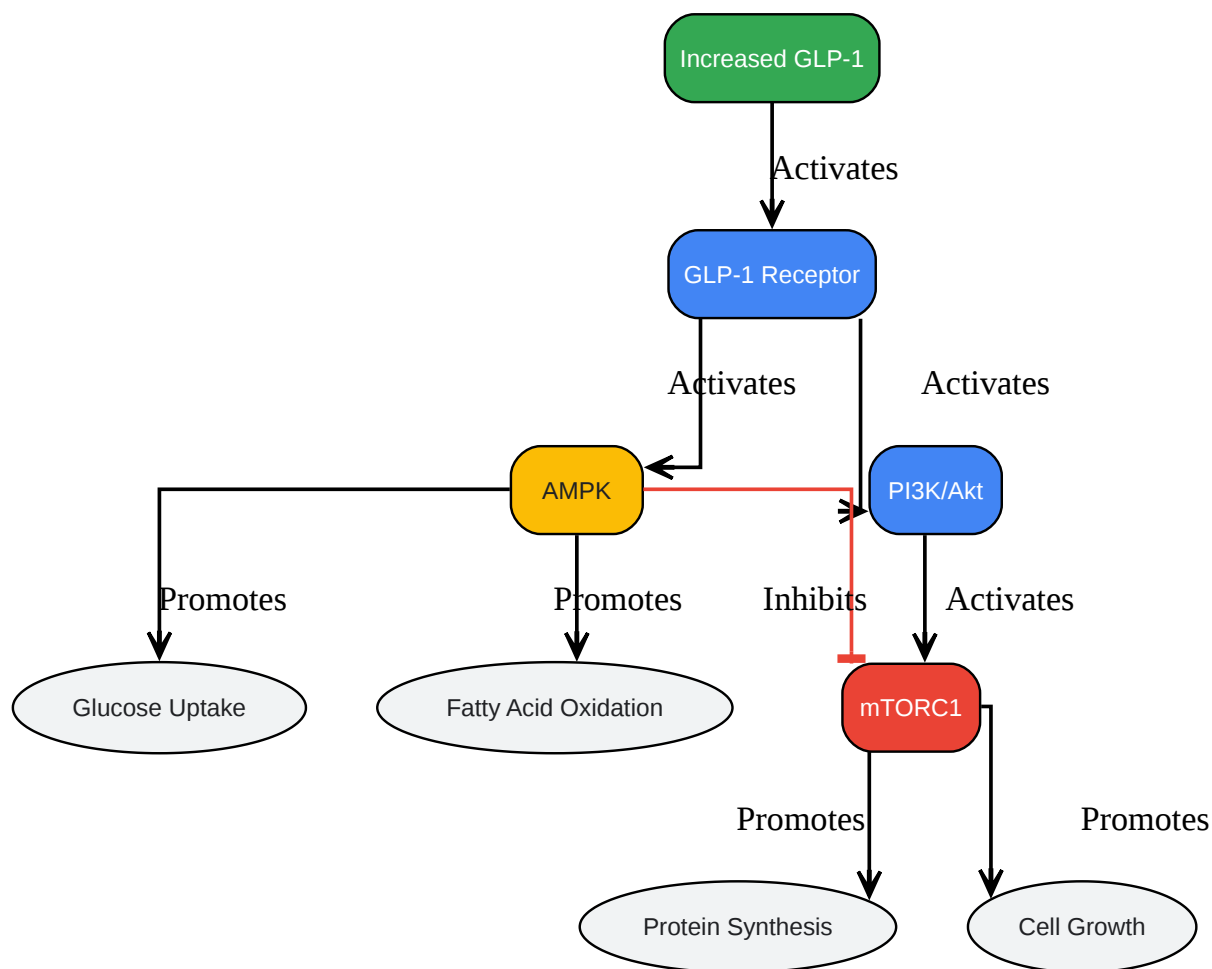 Increased GLP-1
Activates
GLP-1 Receptor
Activates
Activates
AMPK
PI3K/Akt
Promotes
Promotes
Inhibits
Activates
Glucose Uptake
Fatty Acid Oxidation
mTORC1
Promotes
Promotes
Protein Synthesis
Cell Growth